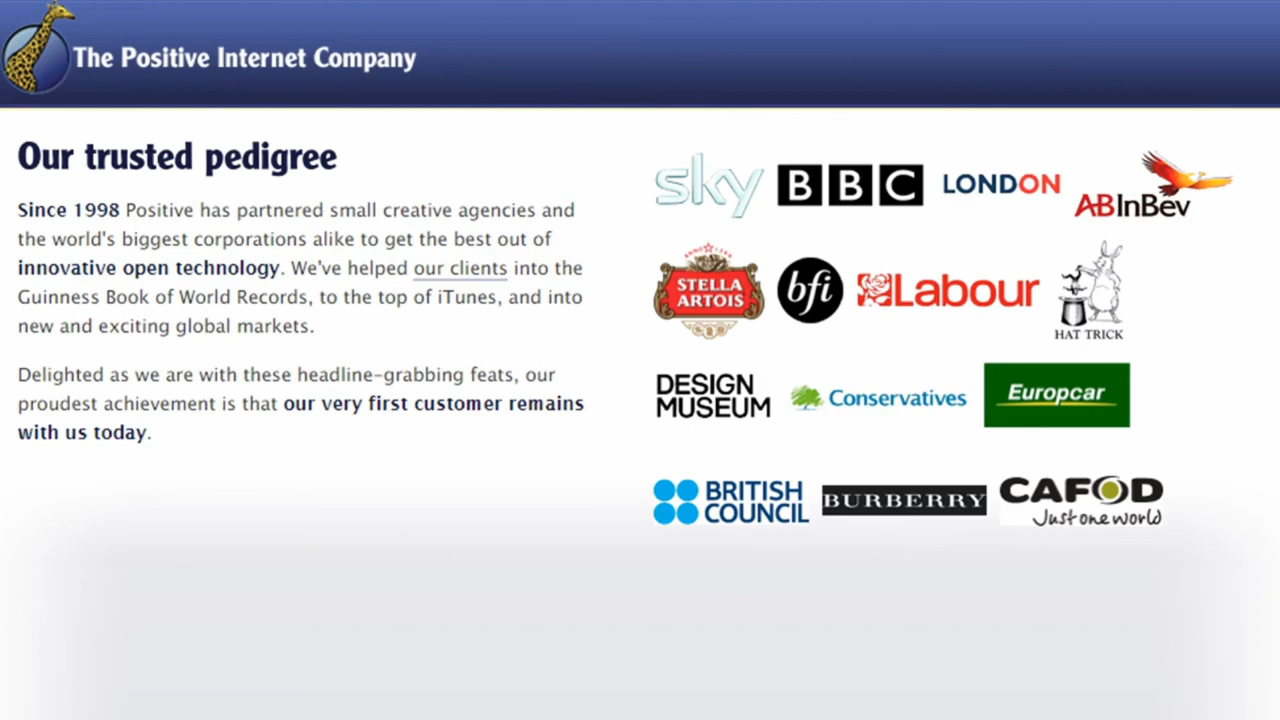 The Positive Internet Company
Our trusted pedigree
Since 1998 Positive has partnered small creative agencies and
the world's biggest corporations alike to get the best out of
innovative open technology. We've helped our clients into the
Guinness Book of World Records, to the top of iTunes, and into
new and exciting global markets.
Delighted as we are with these headline-grabbing feats, our
proudest achievement is that our very first customer remains
with us today.
sky BBC LONDON ABInBev
ANNO 1366
STELLA
ARTOIS
bfi Labour
HAT TRICK
DESIGN
MUSEUM
Conservatives Europcar
BRITISH
COUNCIL
BURBERRY
CAFOD
Just one world